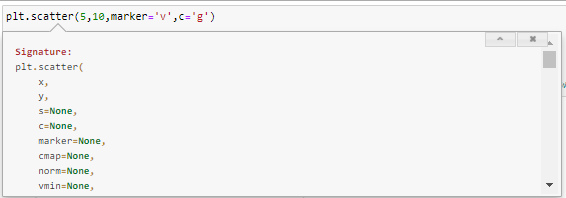 plt.scatter(5,10,marker='v',c='g')
Signature:
plt.scatter(
    x,
    y,
    s=None,
    c=None,
    marker=None,
    cmap=None,
    norm=None,
    vmin=None,